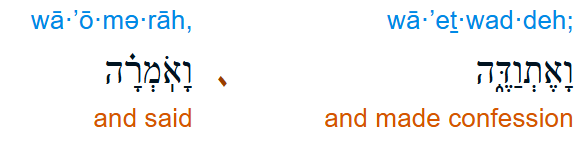 wā·’eṯ·wad·deh; wā·’ō·mə·rāh,
וָאֶתְוַדֶּ֑ה וָאֹֽמְרָ֗ה
and made confession and said